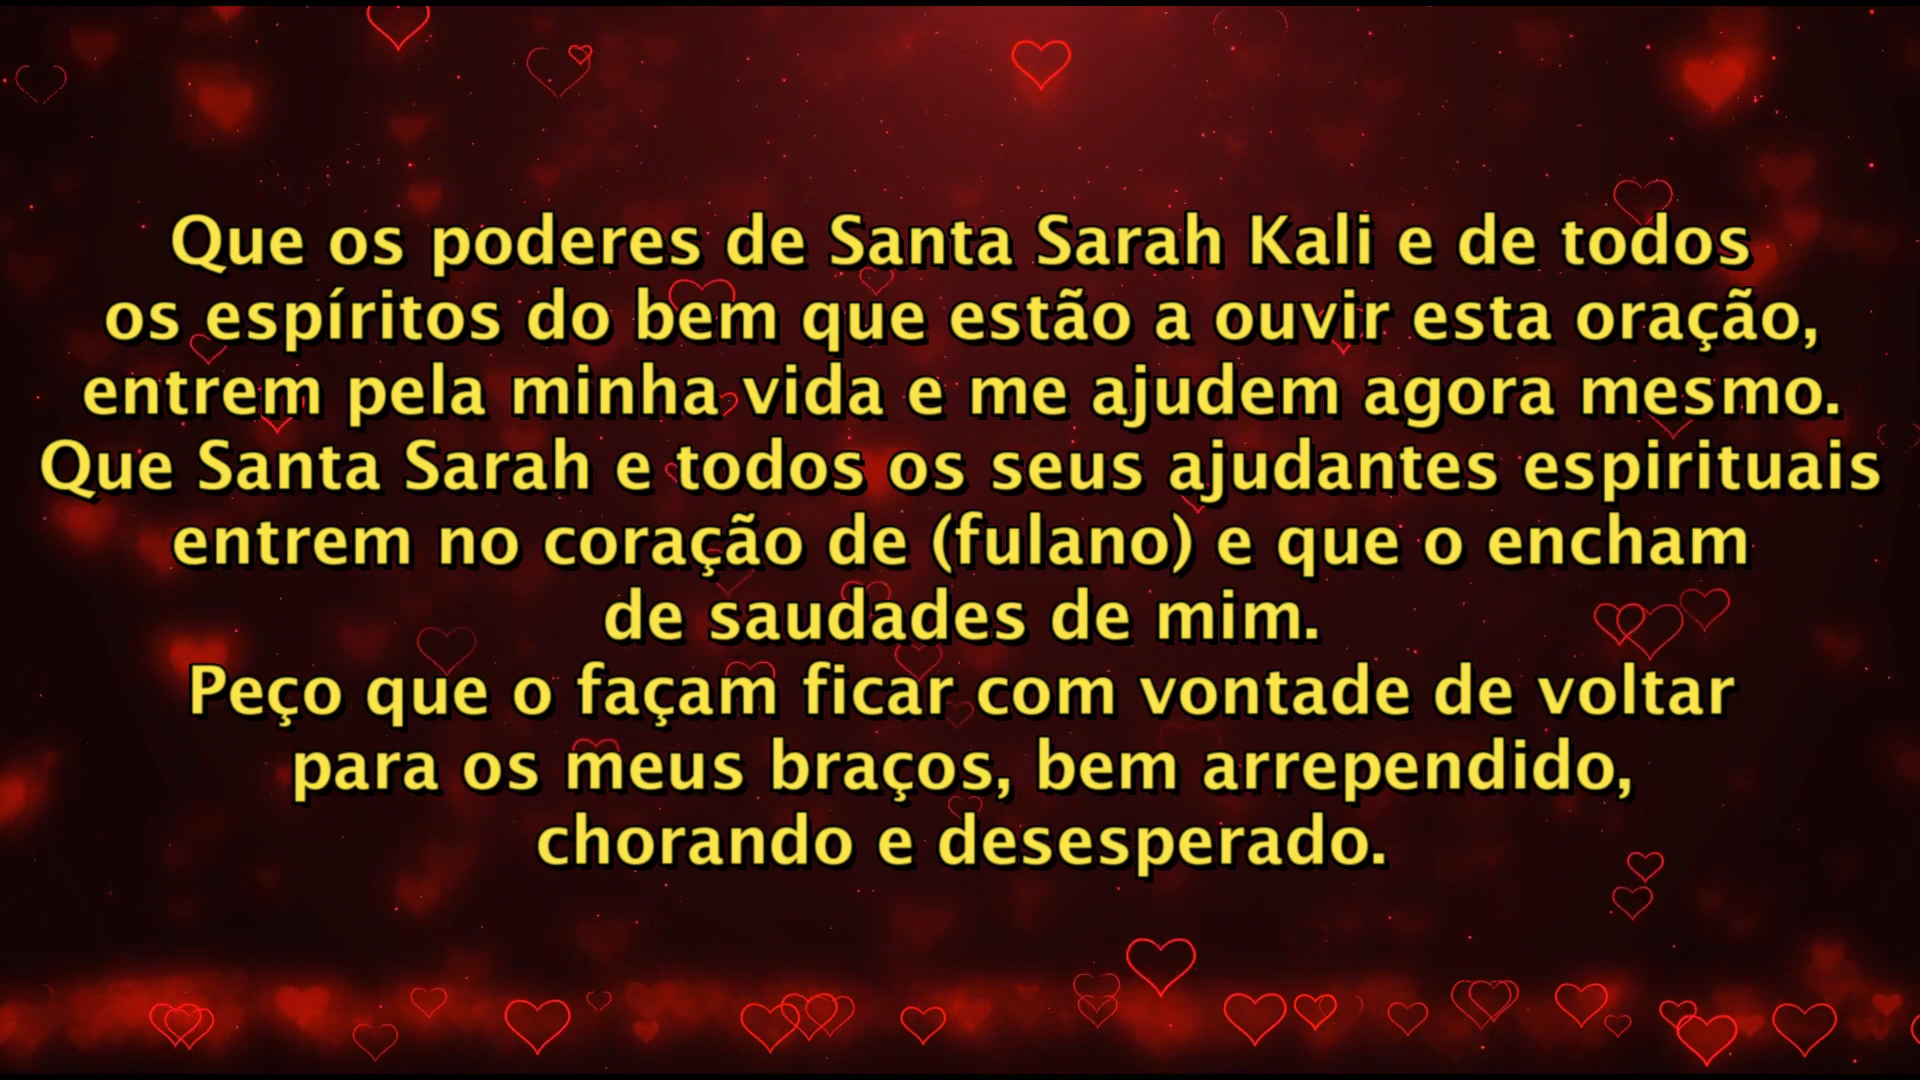 Que os poderes de Santa Sarah Kali e de todos
os espíritos do bem que estão a ouvir esta oração,
entrem pela minha vida e me ajudem agora mesmo.
Que Santa Sarah e todos os seus ajudantes espirituais
entrem no coração de (fulano) e que o encham
de saudades de mim.
Peço que o façam ficar com vontade de voltar
para os meus braços, bem arrependido,
chorando e desesperado.